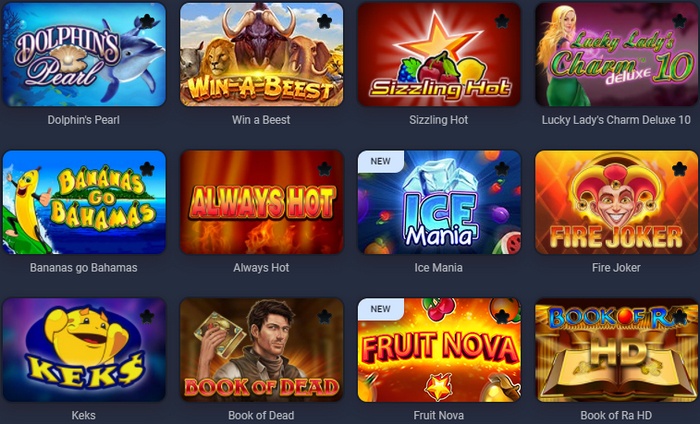 DOLPHIN'S
Pearl
WIN-A-BEEST
Sizzling Hot
Lucky Lady's
Charm
deluxe 10
Dolphin's Pearl
Win a Beest
Sizzling Hot
Lucky Lady's Charm Deluxe 10
BANANAS
GO
BAHAMAS
ALWAYS HOT
NEW
ICE
Mania
FIRE JOKER
Bananas go Bahamas
Always Hot
Ice Mania
Fire Joker
KEK$
BOOK OF DEAD
NEW
FRUIT NOVA
BOOK OF RA
HD
Keks
Book of Dead
Fruit Nova
Book of Ra HD